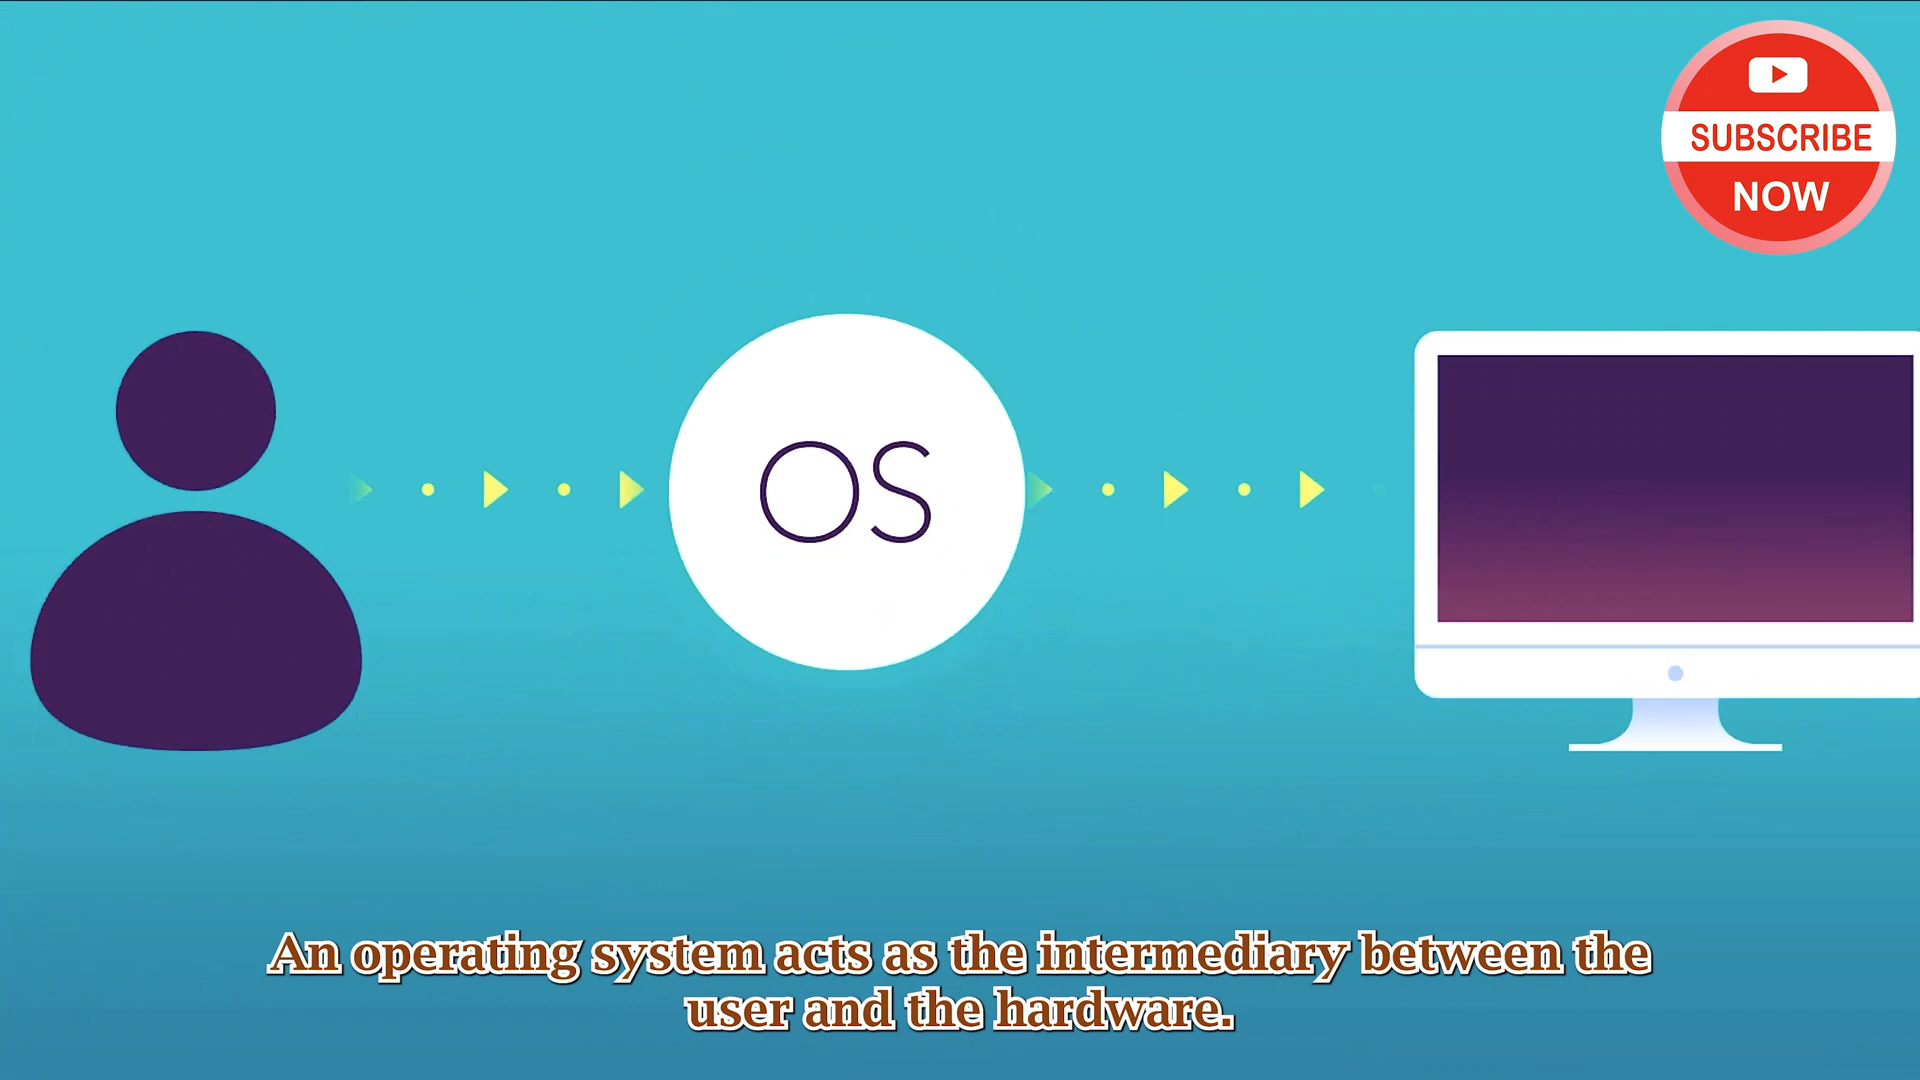 SUBSCRIBE
NOW
OS
An operating system acts as the intermediary between the
user and the hardware.